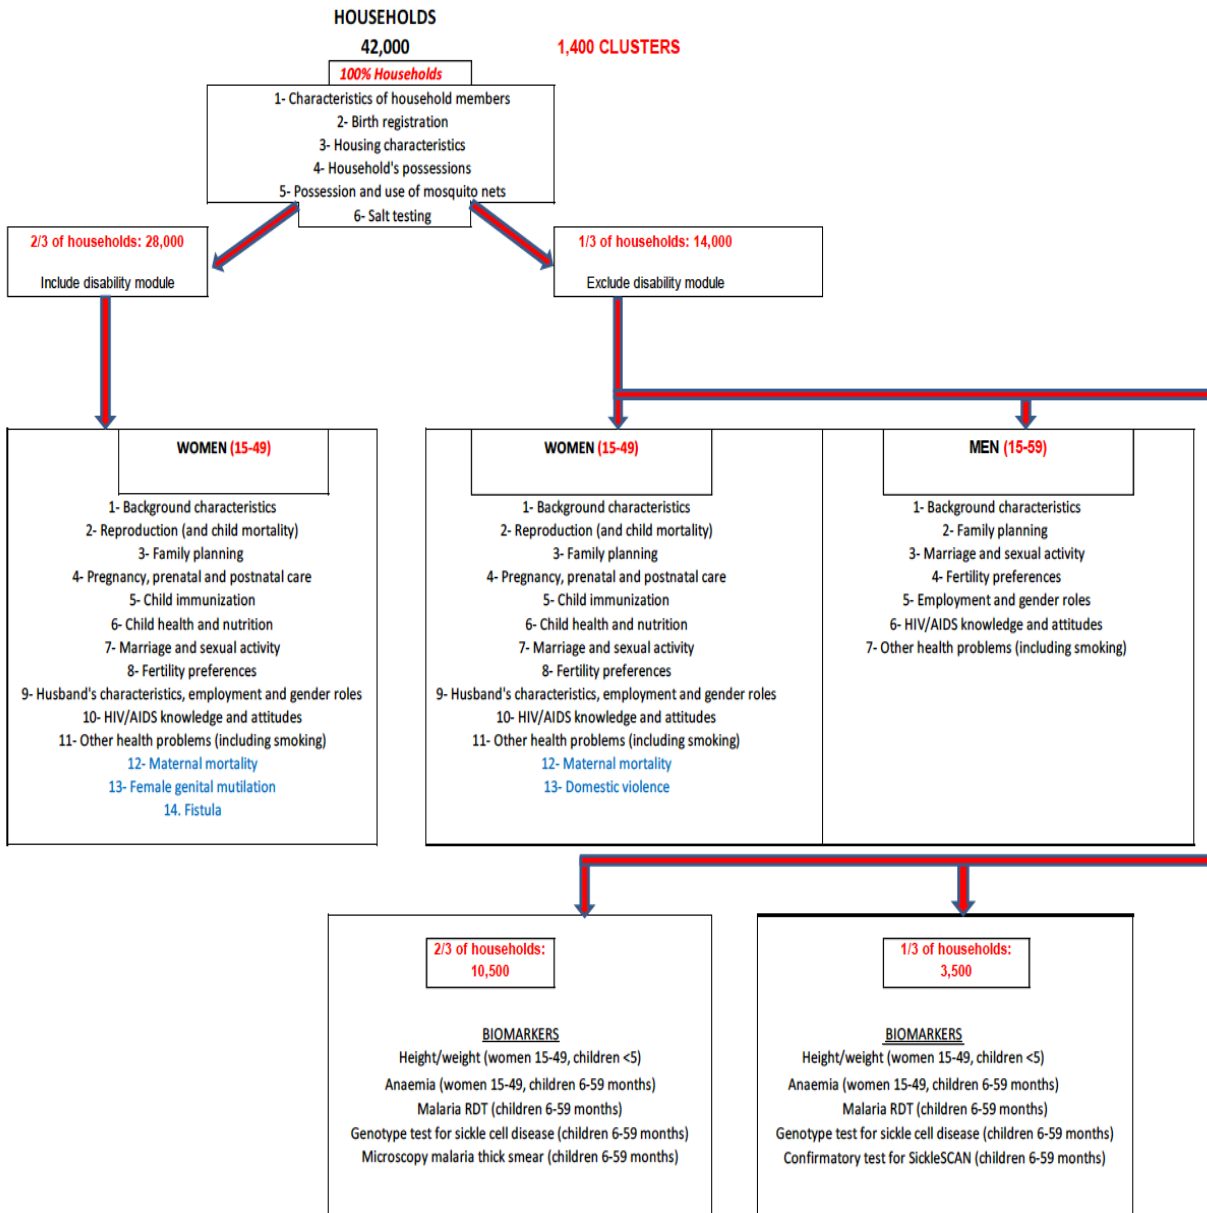 HOUSEHOLDS
42,000
1,400 CLUSTERS
100% Households
1- Characteristics of household members
2- Birth registration
3- Housing characteristics
4- Household's possessions
5- Possession and use of mosquito nets
6- Salt testing
2/3 of households: 28,000
Include disability module
1/3 of households: 14,000
Exclude disability module
WOMEN (15-49)
1- Background characteristics
2- Reproduction (and child mortality)
3- Family planning
4- Pregnancy, prenatal and postnatal care
5- Child immunization
6- Child health and nutrition
7- Marriage and sexual activity
8- Fertility preferences
9- Husband's characteristics, employment and gender roles
10- HIV/AIDS knowledge and attitudes
11- Other health problems (including smoking)
12- Maternal mortality
13- Female genital mutilation
14. Fistula
WOMEN (15-49)
1- Background characteristics
2- Reproduction (and child mortality)
3- Family planning
4- Pregnancy, prenatal and postnatal care
5- Child immunization
6- Child health and nutrition
7- Marriage and sexual activity
8- Fertility preferences
9- Husband's characteristics, employment and gender roles
10- HIV/AIDS knowledge and attitudes
11- Other health problems (including smoking)
12- Maternal mortality
13- Domestic violence
MEN (15-59)
1- Background characteristics
2- Family planning
3- Marriage and sexual activity
4- Fertility preferences
5- Employment and gender roles
6- HIV/AIDS knowledge and attitudes
7- Other health problems (including smoking)
2/3 of households:
10,500
BIOMARKERS
Height/weight (women 15-49, children <5)
Anaemia (women 15-49, children 6-59 months)
Malaria RDT (children 6-59 months)
Genotype test for sickle cell disease (children 6-59 months)
Microscopy malaria thick smear (children 6-59 months)
1/3 of households:
3,500
BIOMARKERS
Height/weight (women 15-49, children <5)
Anaemia (women 15-49, children 6-59 months)
Malaria RDT (children 6-59 months)
Genotype test for sickle cell disease (children 6-59 months)
Confirmatory test for SickleSCAN (children 6-59 months)